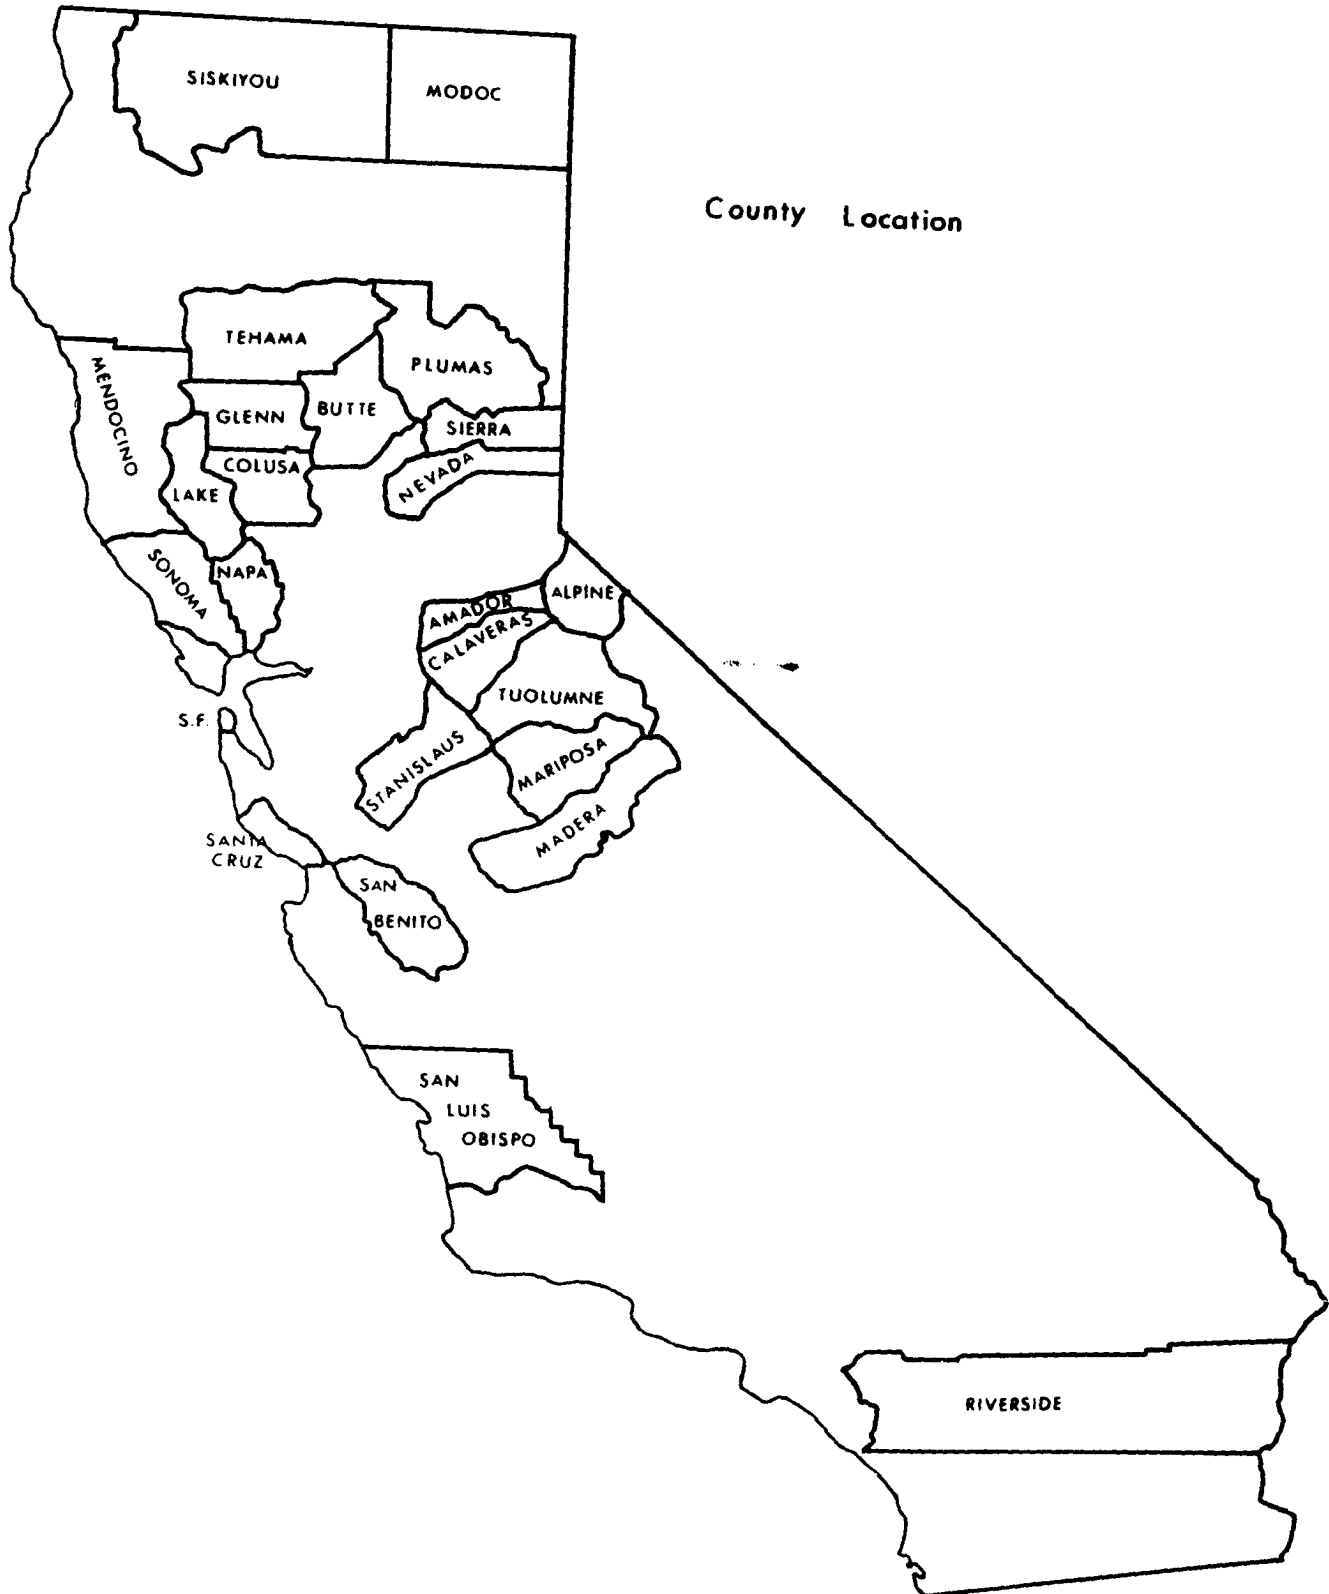 SISKIYOU
MODOC
County Location
TEHAMA
PLUMAS
MENDOCINO
GLENN
BUTTE
SIERRA
COLUSA
NEVADA
LAKE
SONOMA
NAPA
ALPINE
AMADOR
CALAVERAS
TUOLUMNE
S.F.
STANISLAUS
MARIPOSA
MADERA
SANTA
CRUZ
SAN
BENITO
SAN
LUIS
OBISPO
RIVERSIDE